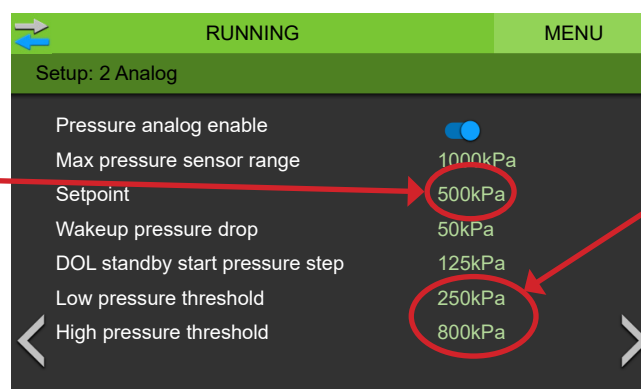 RUNNING MENU
Setup: 2 Analog
Pressure analog enable
Max pressure sensor range 1000kPa
Setpoint 500kPa
Wakeup pressure drop 50kPa
DOL standby start pressure step 125kPa
Low pressure threshold 250kPa
High pressure threshold 800kPa